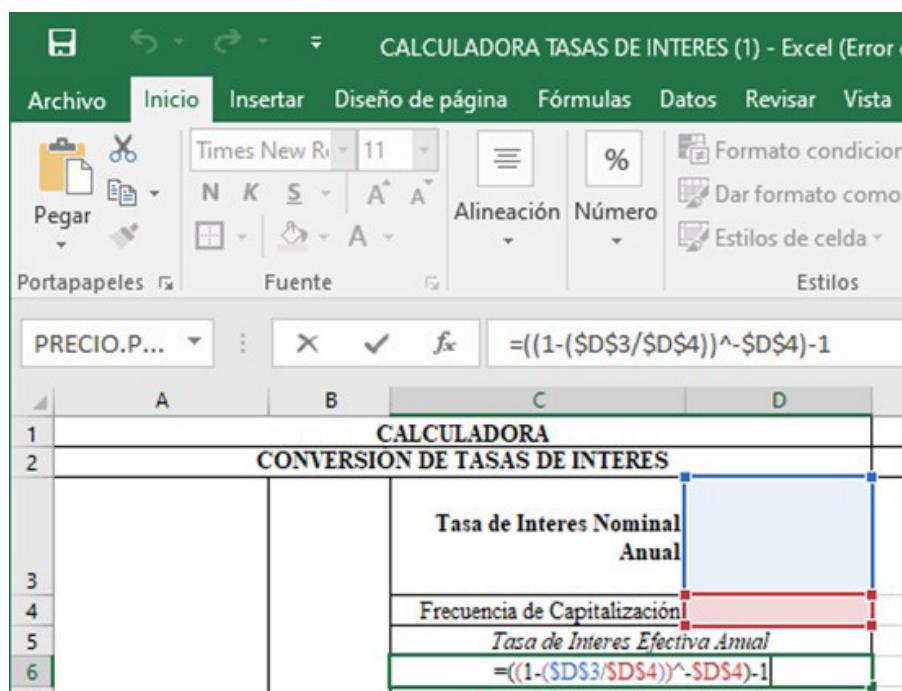 CALCULADORA TASAS DE INTERES (1) - Excel (Error
Archivo Inicio Insertar Diseño de página Fórmulas Datos Revisar Vista
Times New R 11
% Formato condicion
N K S A A Dar formato como
Pegar Alineación Número
A Estilos de celda
Portapapeles Fuente Estilos
PRECIO.P... fx =((1-($D$3/$D$4))^-$D$4)-1
A B C D
1 CALCULADORA
2 CONVERSIÓN DE TASAS DE INTERES
Tasa de Interes Nominal
Anual
3
4 Frecuencia de Capitalización
5 Tasa de Interes Efectiva Anual
6 =((1-($D$3/$D$4))^-$D$4)-1